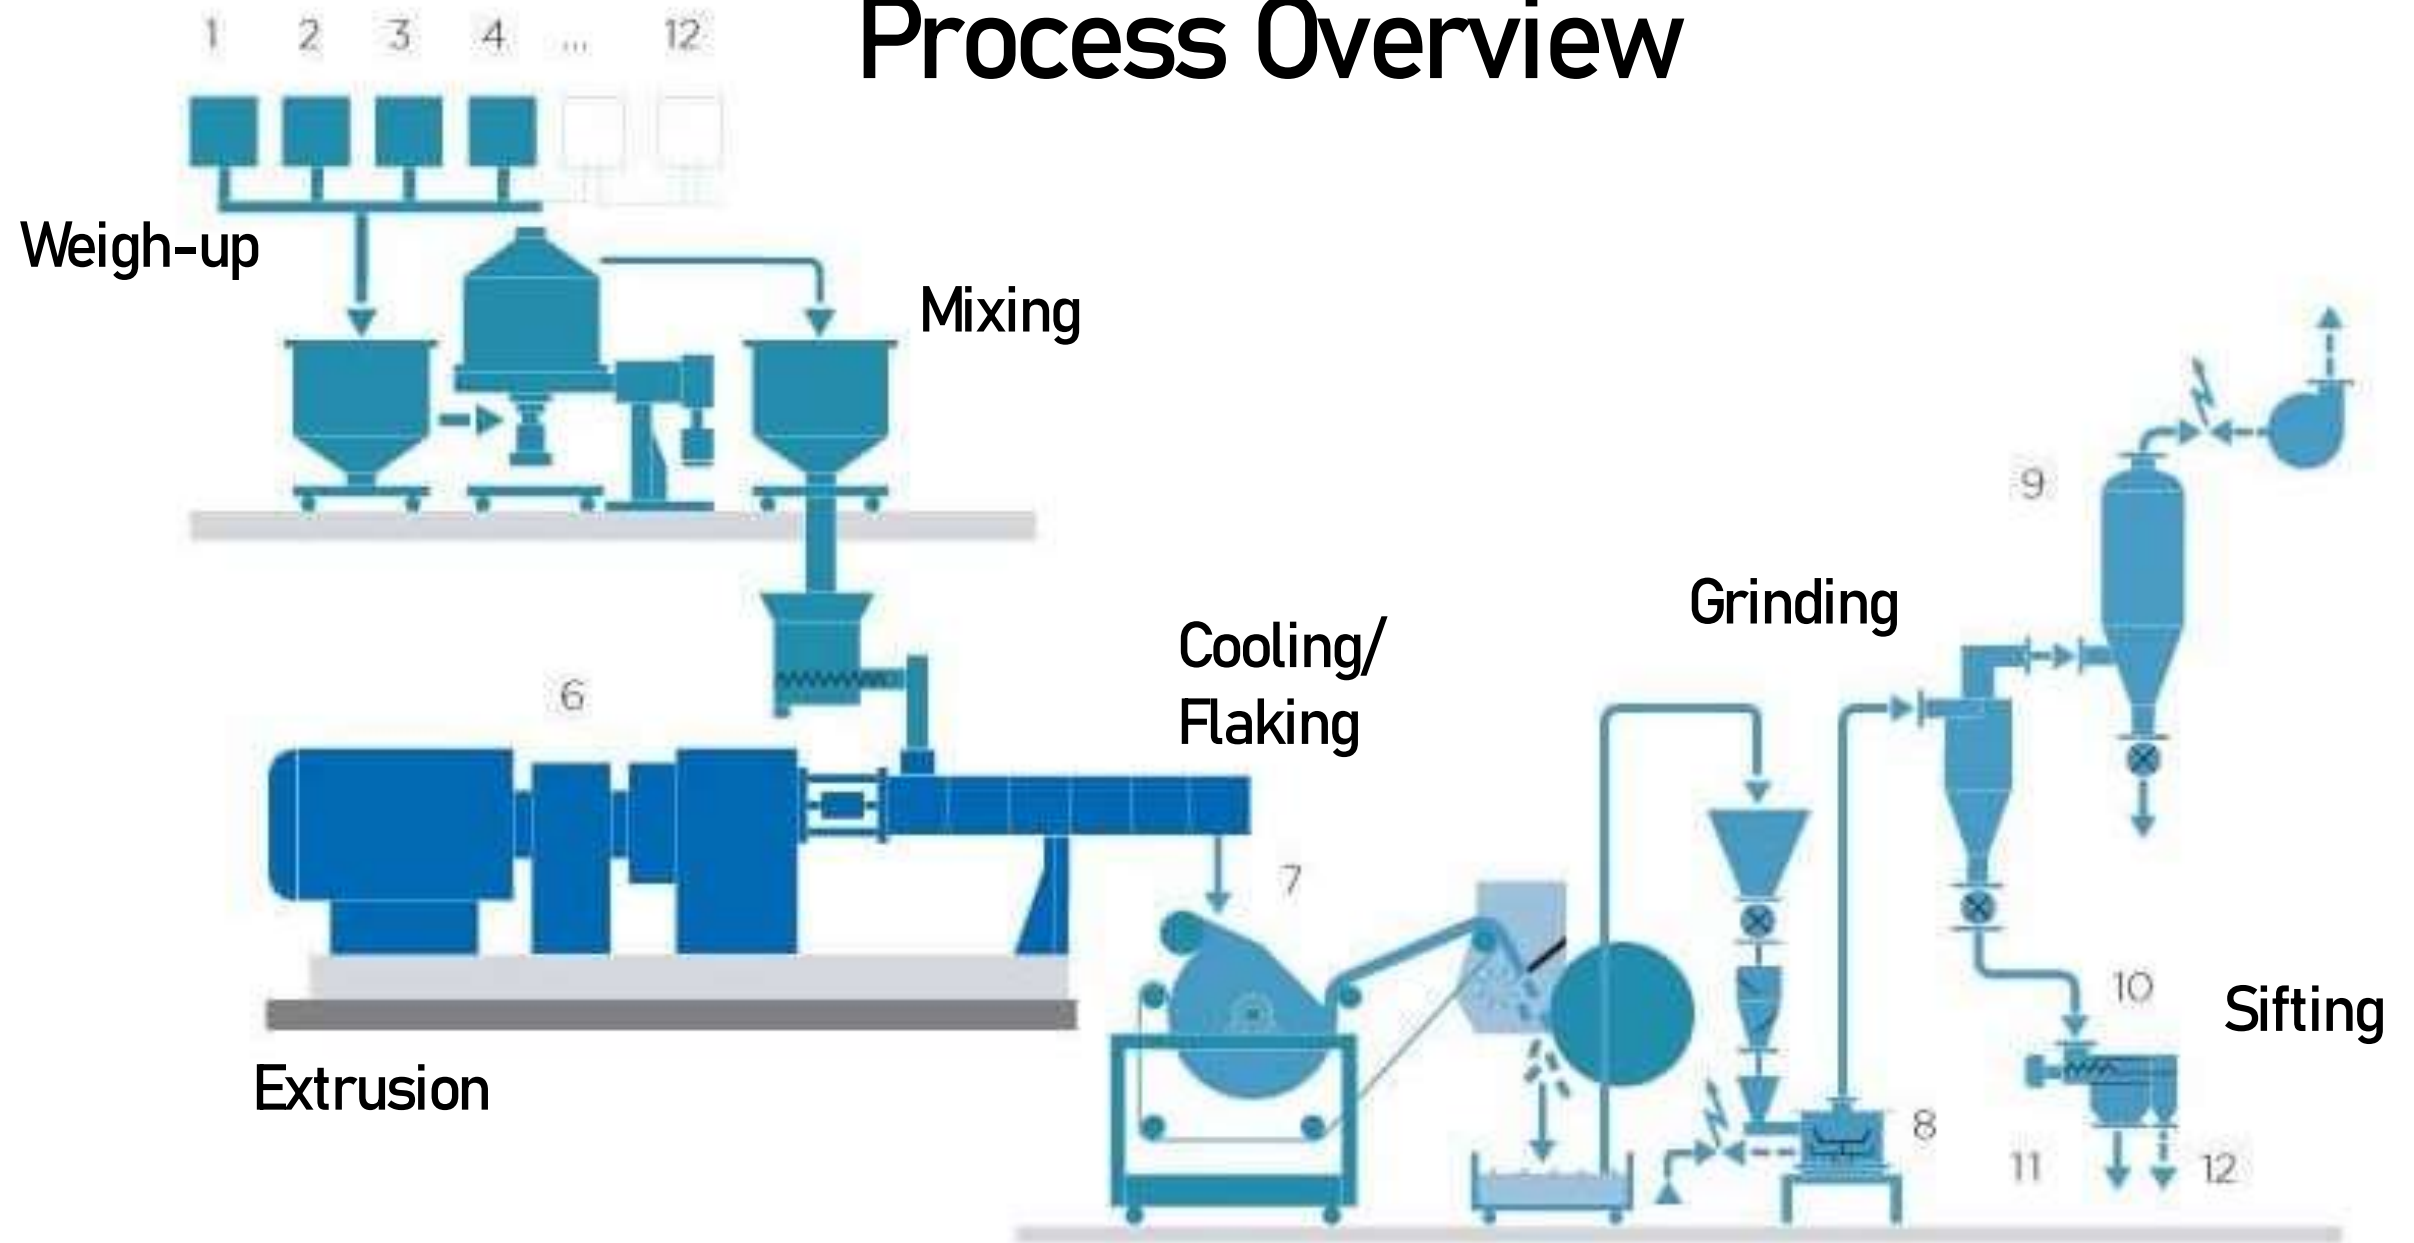 Process Overview
1 2 3 4 ... 12
Weigh-up
Mixing
9
Grinding
Cooling/
Flaking
6
7
10
Sifting
Extrusion
8
11
12